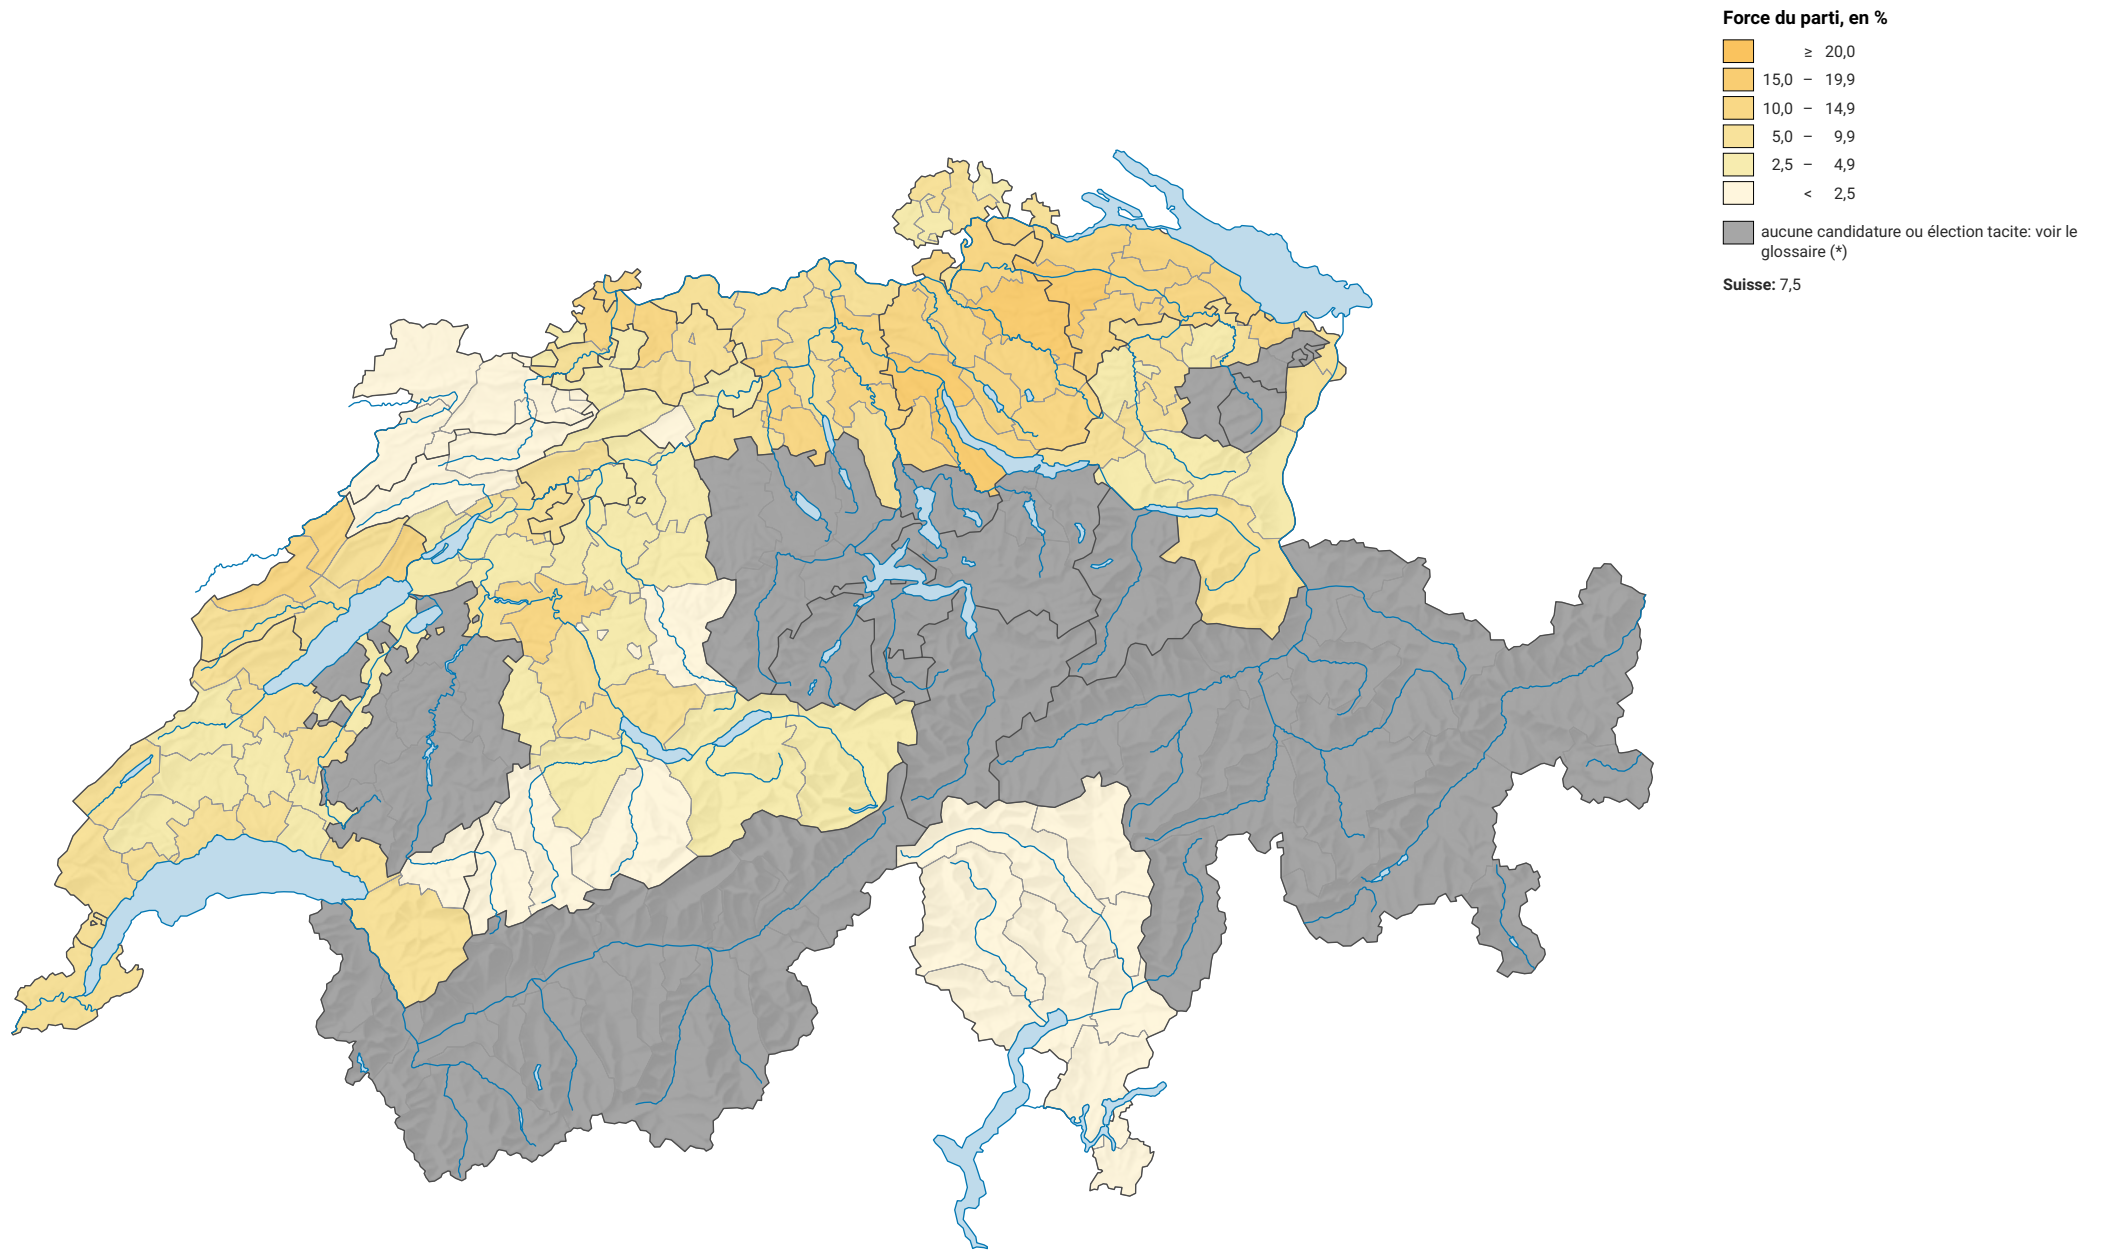 Force du parti, en %
≥ 20,0
15,0 – 19,9
10,0 – 14,9
5,0 – 9,9
2,5 – 4,9
< 2,5
aucune candidature ou élection tacite: voir le
glossaire (*)
Suisse: 7,5